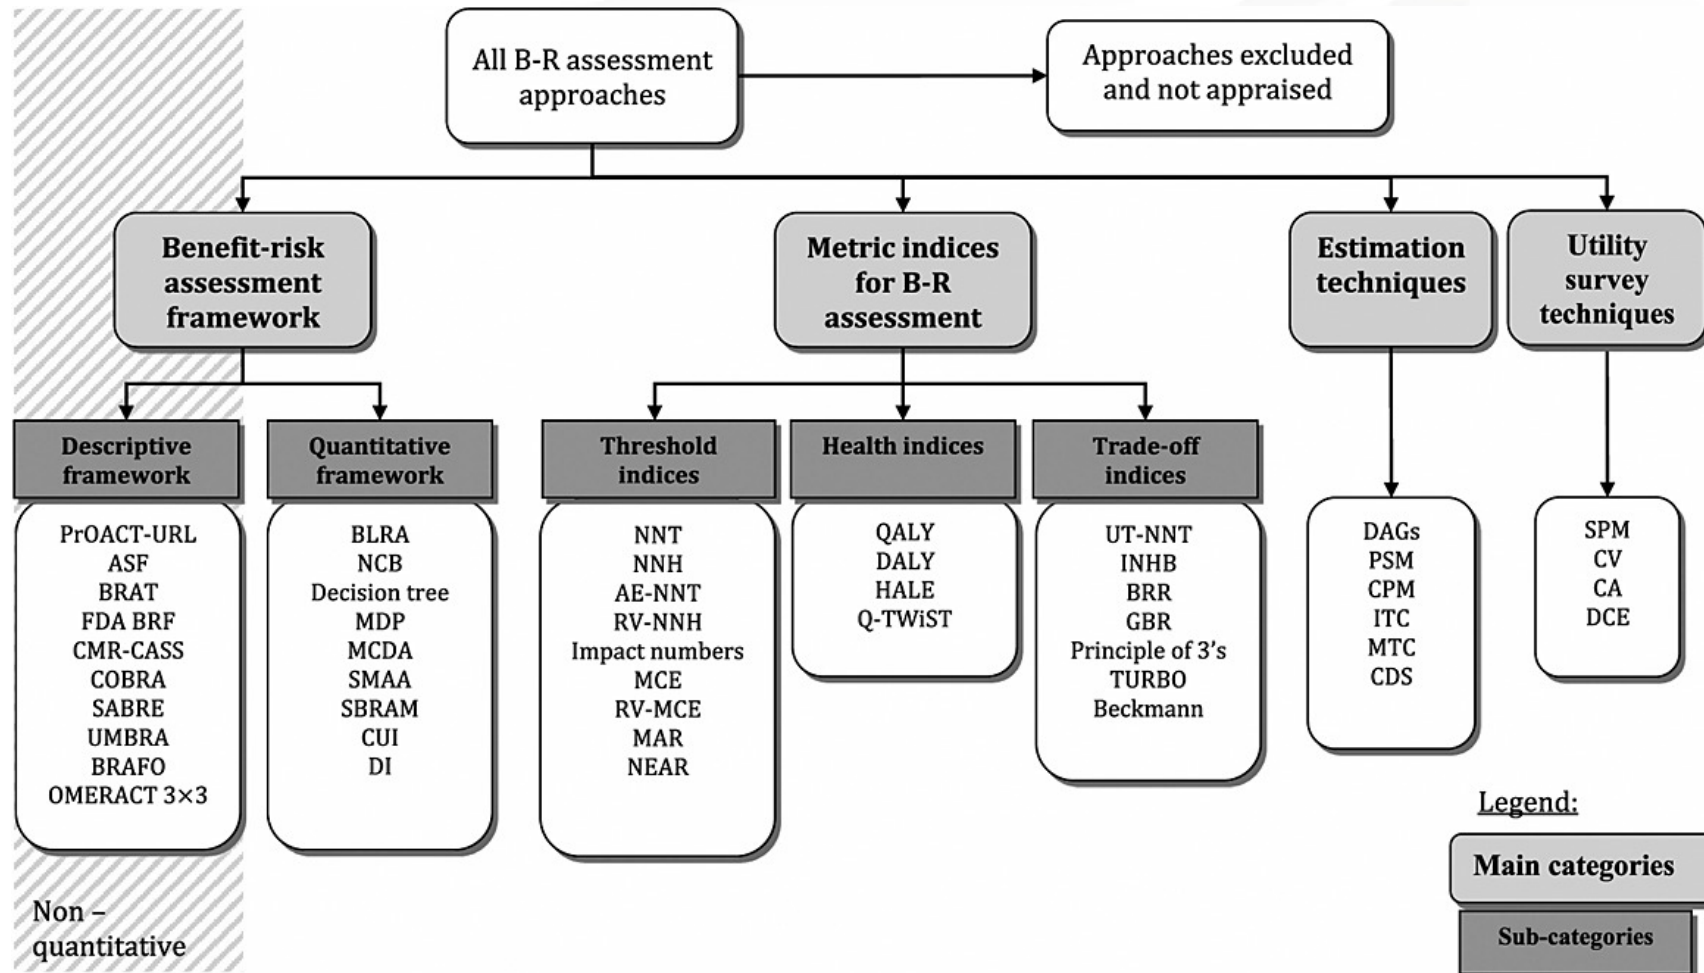 All B-R assessment
approaches
Approaches excluded
and not appraised
Benefit-risk
assessment
framework
Metric indices
for B-R
assessment
Estimation
techniques
Utility
survey
techniques
Descriptive
framework
Quantitative
framework
Threshold
indices
Health indices
Trade-off
indices
PrOACT-URL
ASF
BRAT
FDA BRF
CMR-CASS
COBRA
SABRE
UMBRA
BRAFO
OMERACT 3×3
BLRA
NCB
Decision tree
MDP
MCDA
SMAA
SBRAM
CUI
DI
NNT
NNH
AE-NNT
RV-NNH
Impact numbers
MCE
RV-MCE
MAR
NEAR
QALY
DALY
HALE
Q-TWiST
UT-NNT
INHB
BRR
GBR
Principle of 3's
TURBO
Beckmann
DAGs
PSM
CPM
ITC
MTC
CDS
SPM
CV
CA
DCE
Non –
quantitative
Legend:
Main categories
Sub-categories